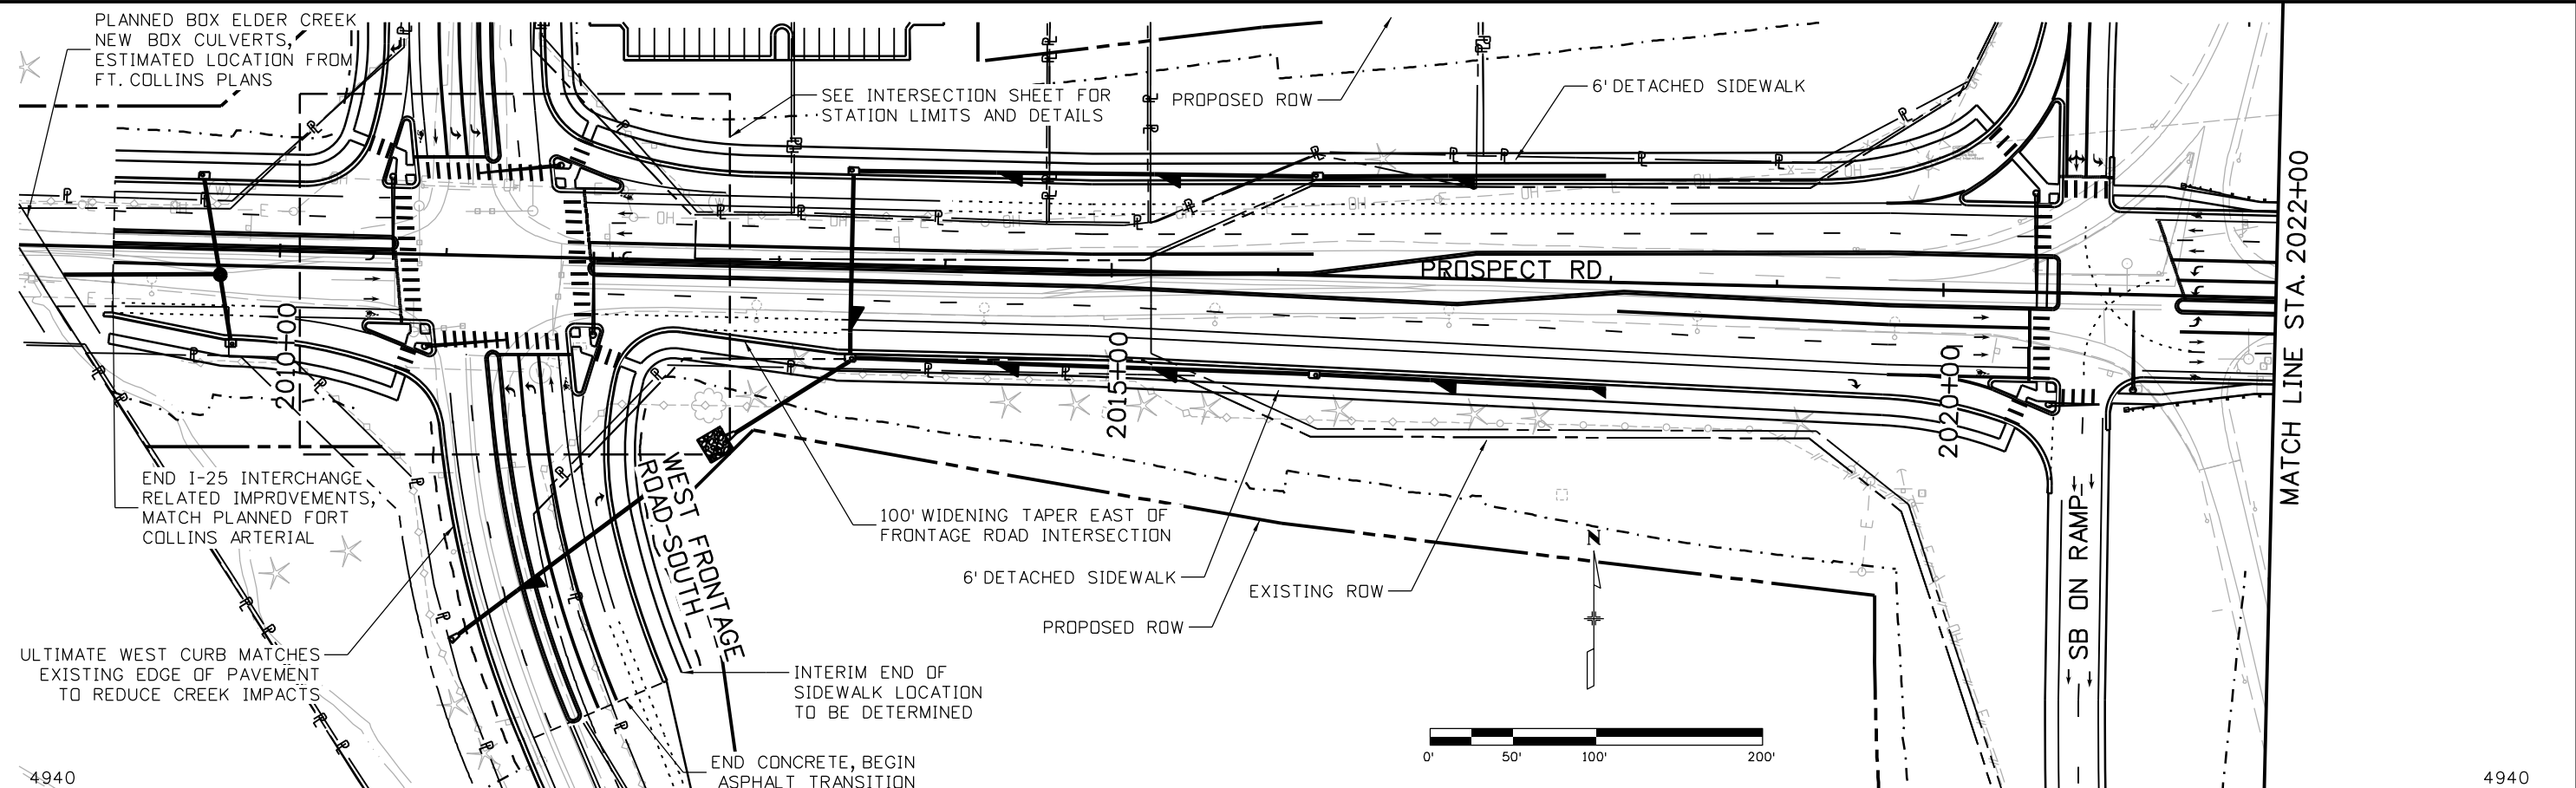 PLANNED BOX ELDER CREEK
NEW BOX CULVERTS,
ESTIMATED LOCATION FROM
FT. COLLINS PLANS
SEE INTERSECTION SHEET FOR
STATION LIMITS AND DETAILS
PROPOSED ROW
6' DETACHED SIDEWALK
PROSPECT RD.
2010+00
2015+00
2020+00
MATCH LINE STA. 2022+00
END I-25 INTERCHANGE
RELATED IMPROVEMENTS,
MATCH PLANNED FORT
COLLINS ARTERIAL
WEST FRONTAGE
ROAD-SOUTH
100' WIDENING TAPER EAST OF
FRONTAGE ROAD INTERSECTION
6' DETACHED SIDEWALK
EXISTING ROW
PROPOSED ROW
N
SB ON RAMP
ULTIMATE WEST CURB MATCHES
EXISTING EDGE OF PAVEMENT
TO REDUCE CREEK IMPACTS
INTERIM END OF
SIDEWALK LOCATION
TO BE DETERMINED
0' 50' 100' 200'
END CONCRETE, BEGIN
ASPHALT TRANSITION
4940
4940